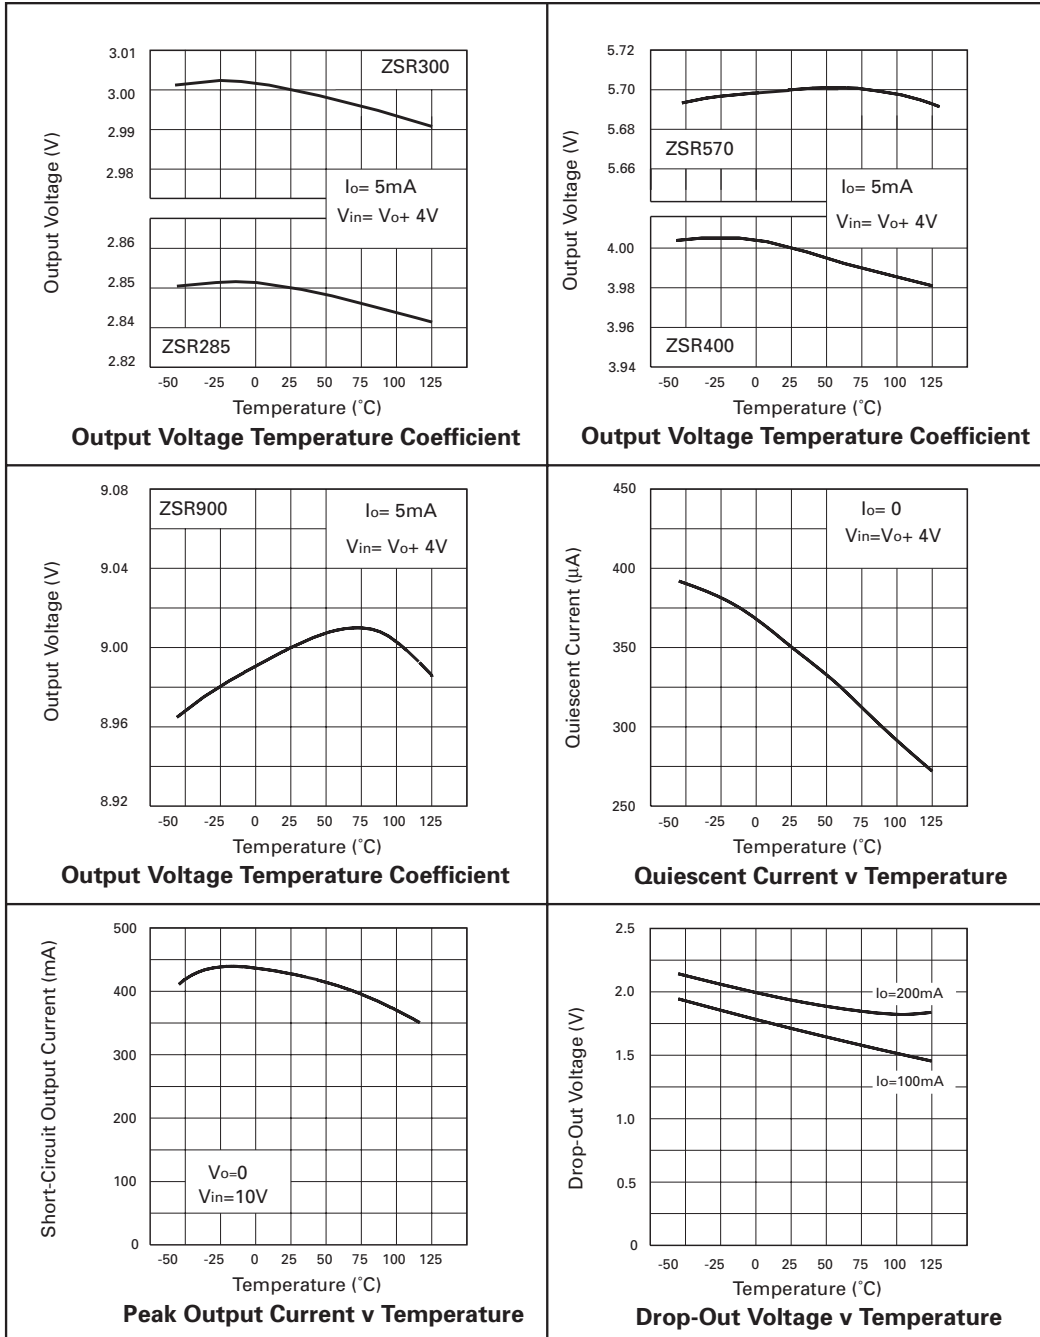 3.01
3.00
2.99
2.98
2.86
2.85
2.84
2.82
Output Voltage (V)
Output Voltage (V)
ZSR300
Io= 5mA
Vin= Vo+ 4V
ZSR285
-50 -25 0 25 50 75 100 125
Temperature (˚C)
Output Voltage Temperature Coefficient
5.72
5.70
5.68
5.66
4.00
3.98
3.96
3.94
Output Voltage (V)
Output Voltage (V)
ZSR570
Io= 5mA
Vin= Vo+ 4V
ZSR400
-50 -25 0 25 50 75 100 125
Temperature (˚C)
Output Voltage Temperature Coefficient
9.08
9.04
9.00
8.96
8.92
Output Voltage (V)
ZSR900
Io= 5mA
Vin= Vo+ 4V
-50 -25 0 25 50 75 100 125
Temperature (˚C)
Output Voltage Temperature Coefficient
450
400
350
300
250
Quiescent Current (µA)
Io= 0
Vin=Vo+ 4V
-50 -25 0 25 50 75 100 125
Temperature (˚C)
Quiescent Current v Temperature
500
400
300
200
100
0
Short-Circuit Output Current (mA)
Vo=0
Vin=10V
-50 -25 0 25 50 75 100 125
Temperature (˚C)
Peak Output Current v Temperature
2.5
2.0
1.5
1.0
0.5
0
Drop-Out Voltage (V)
Io=200mA
Io=100mA
-50 -25 0 25 50 75 100 125
Temperature (˚C)
Drop-Out Voltage v Temperature